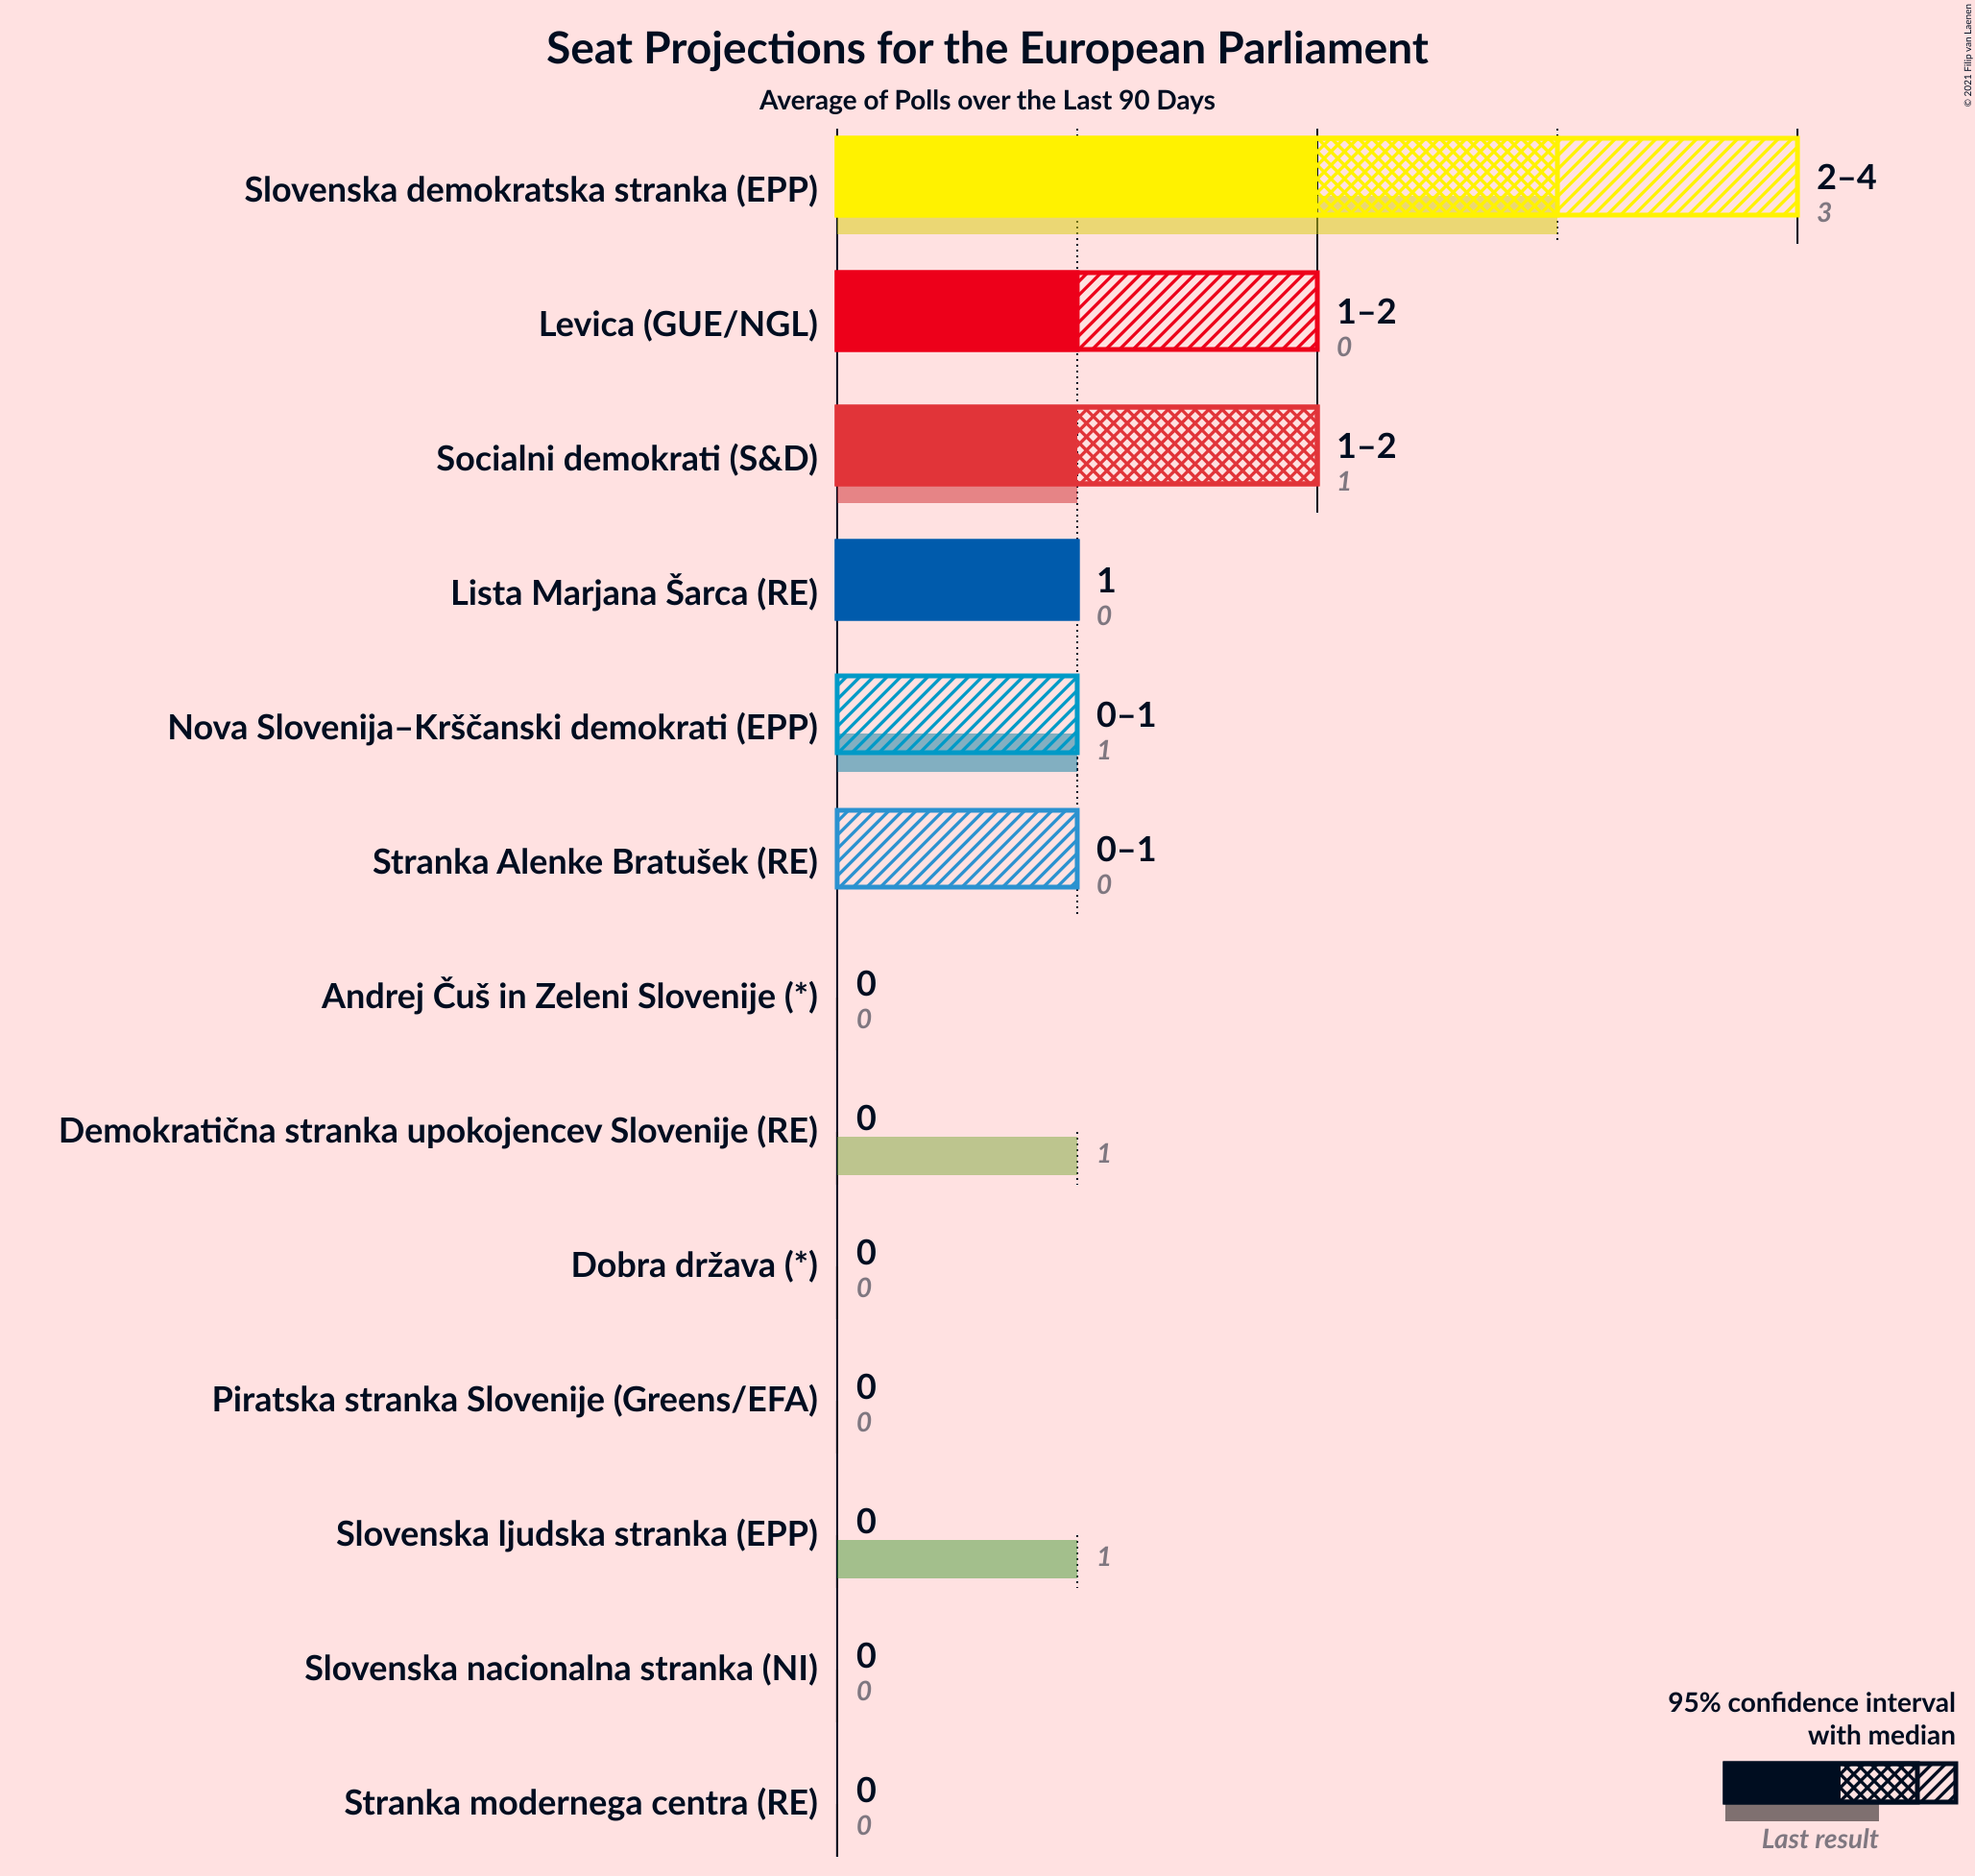 Seat Projections for the European Parliament
Average of Polls over the Last 90 Days
© 2021 Filip van Laenen
Slovenska demokratska stranka (EPP)
2–4
3
Levica (GUE/NGL)
1–2
0
Socialni demokrati (S&D)
1–2
1
Lista Marjana Šarca (RE)
1
0
Nova Slovenija–Krščanski demokrati (EPP)
0–1
1
Stranka Alenke Bratušek (RE)
0–1
0
Andrej Čuš in Zeleni Slovenije (*)
0
0
Demokratična stranka upokojencev Slovenije (RE)
0
1
Dobra država (*)
0
0
Piratska stranka Slovenije (Greens/EFA)
0
0
Slovenska ljudska stranka (EPP)
0
1
Slovenska nacionalna stranka (NI)
0
0
Stranka modernega centra (RE)
0
0
95% confidence interval
with median
Last result